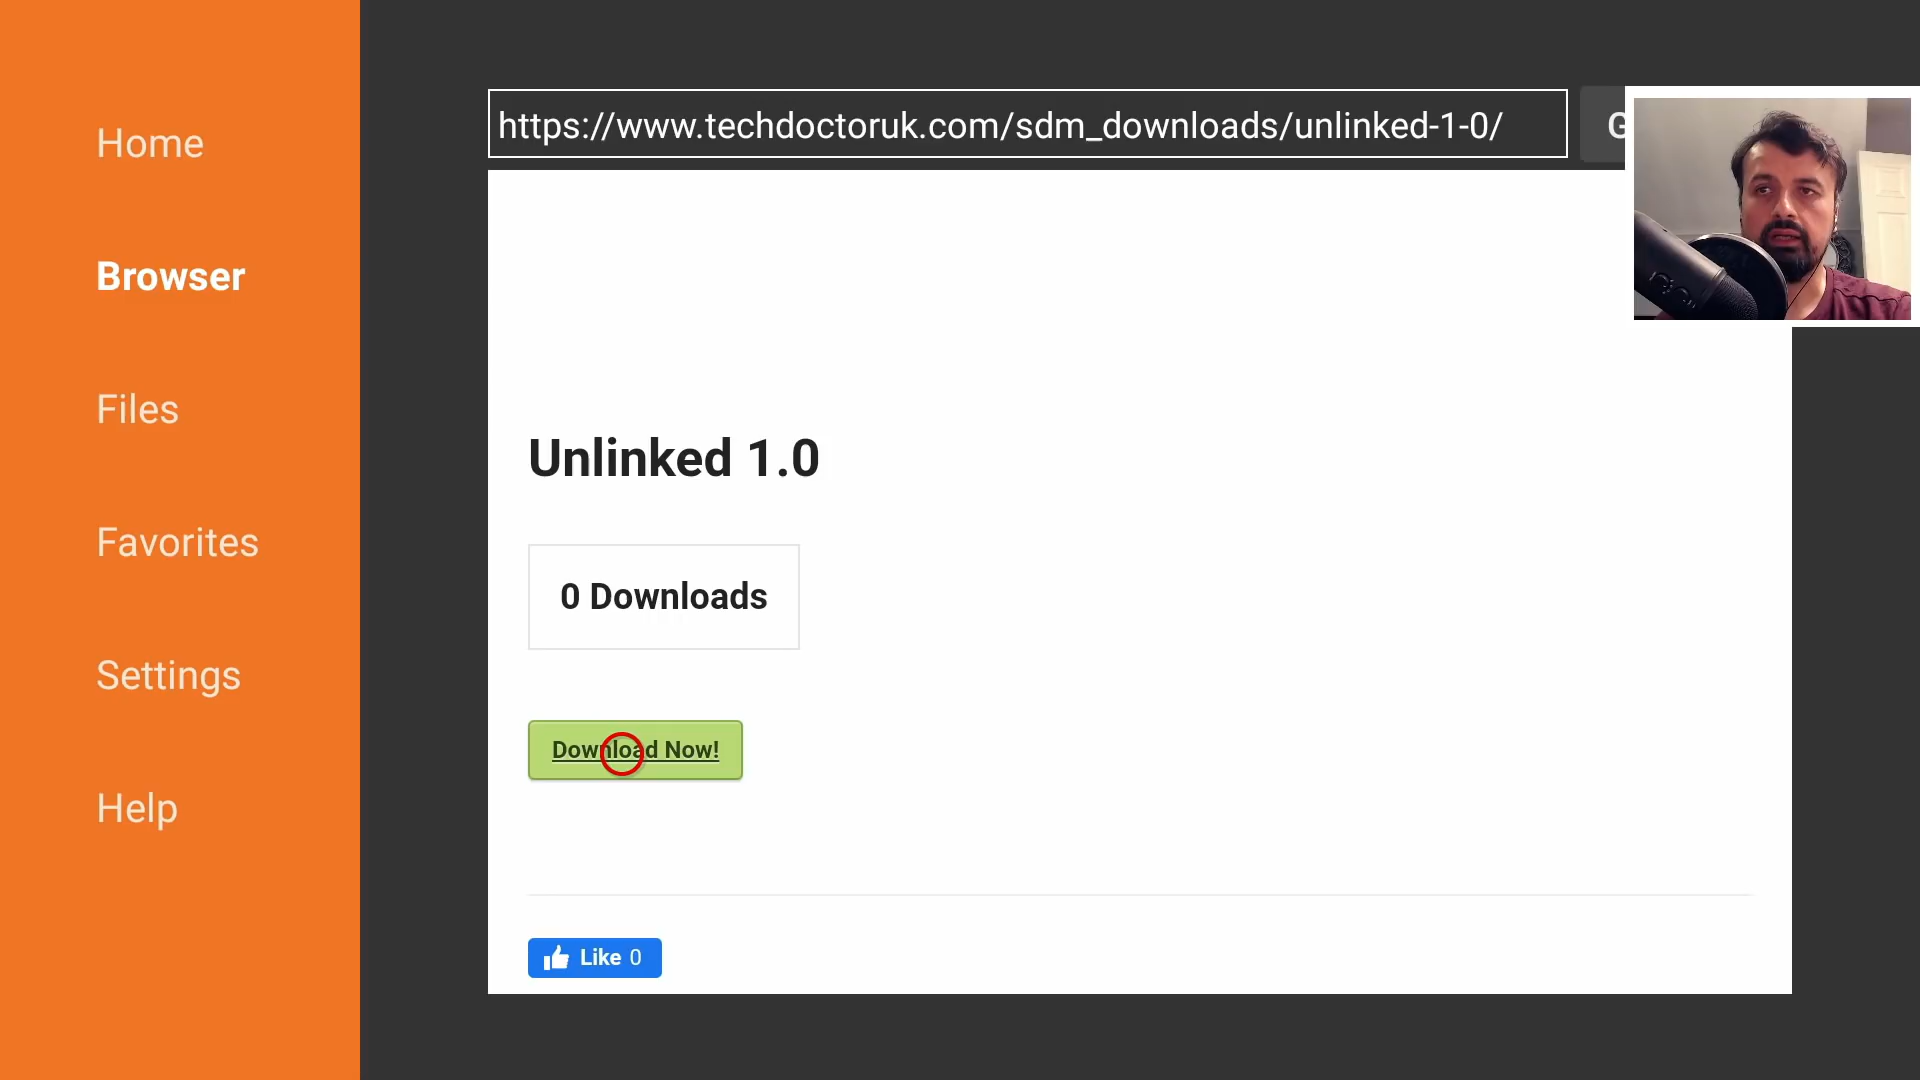 Home
Browser
Files
Favorites
Settings
Help
https://www.techdoctoruk.com/sdm_downloads/unlinked-1-0/
Unlinked 1.0
0 Downloads
Download Now!
Like 0